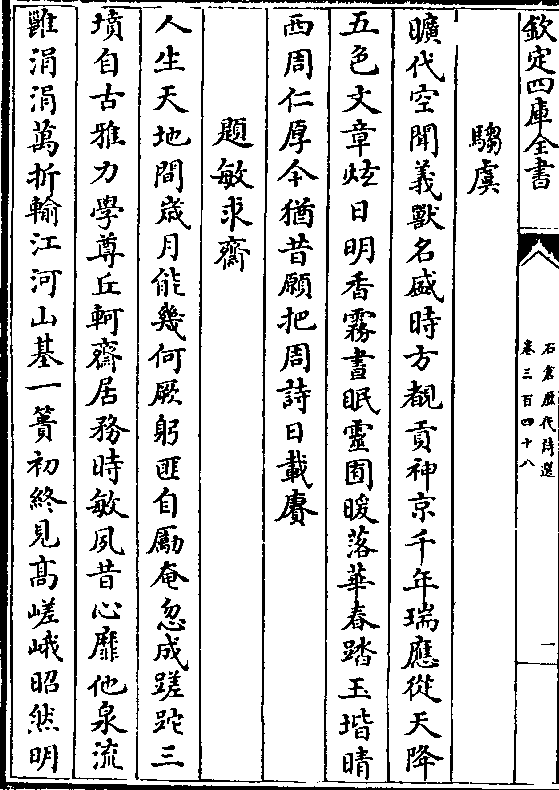 欽定四庫全書
石倉歷代詩選
卷三百四十八
一
騶虞
曠代空聞義獸名盛時方覩貢神京千年瑞應從天降
五色文章炫日明香霧晝眠靈囿暖落華春踏玉堦晴
西周仁厚今猶昔願把周詩日載賡
題敏求齋
人生天地間歲月能幾何厥躬匪自勵奄忽成蹉跎三
墳自古雅力學尊丘軻齋居務時敏夙昔心靡他泉流
雖涓涓萬折輸江河山基一簣初終見髙嵯峨昭然明